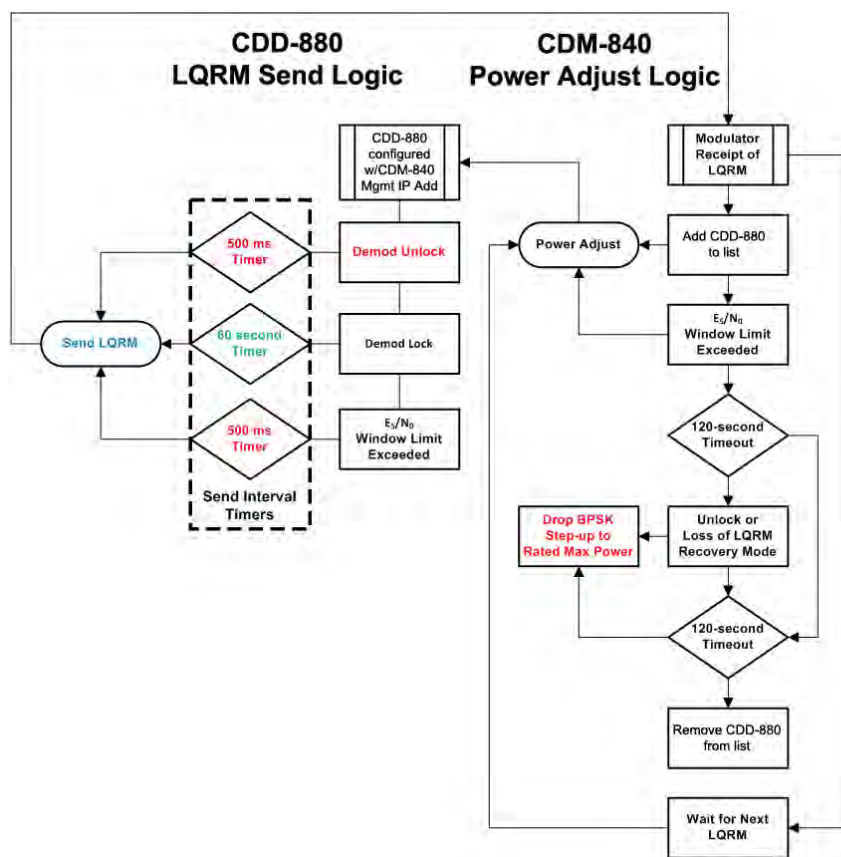 CDD-880
LQRM Send Logic
CDM-840
Power Adjust Logic
CDD-880
configured
w/CDM-840
Mgmt IP Add
Modulator
Receipt of
LQRM
500 ms
Timer
Demod Unlock
Power Adjust
Add CDD-880
to list
Send LQRM
60 second
Timer
Demod Lock
ES/N0
Window Limit
Exceeded
500 ms
Timer
ES/N0
Window Limit
Exceeded
Send Interval
Timers
120-second
Timeout
Drop BPSK
Step-up to
Rated Max Power
Unlock or
Loss of LQRM
Recovery Mode
120-second
Timeout
Remove CDD-880
from list
Wait for Next
LQRM